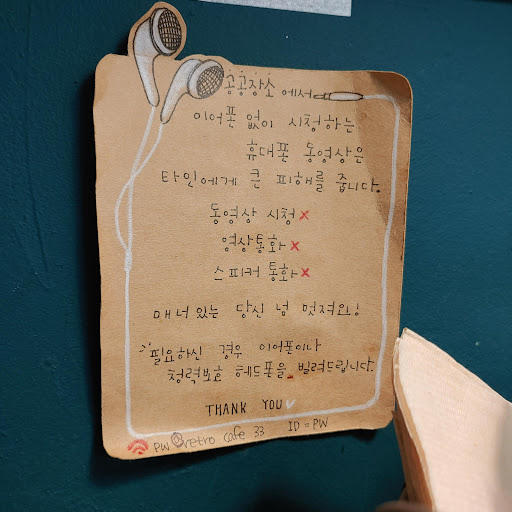 공공장소에서
이어폰 없이 시청하는
휴대폰 동영상은
타인에게 큰 피해를 줍니다.
동영상 시청 X
영상통화 X
스피커 통화 X
매너있는 당신 넘 멋져요!
필요하신 경우 이어폰이나
청력보호 헤드폰을 빌려드립니다.
THANK YOU
PW @retro cafe 33 ID = PW